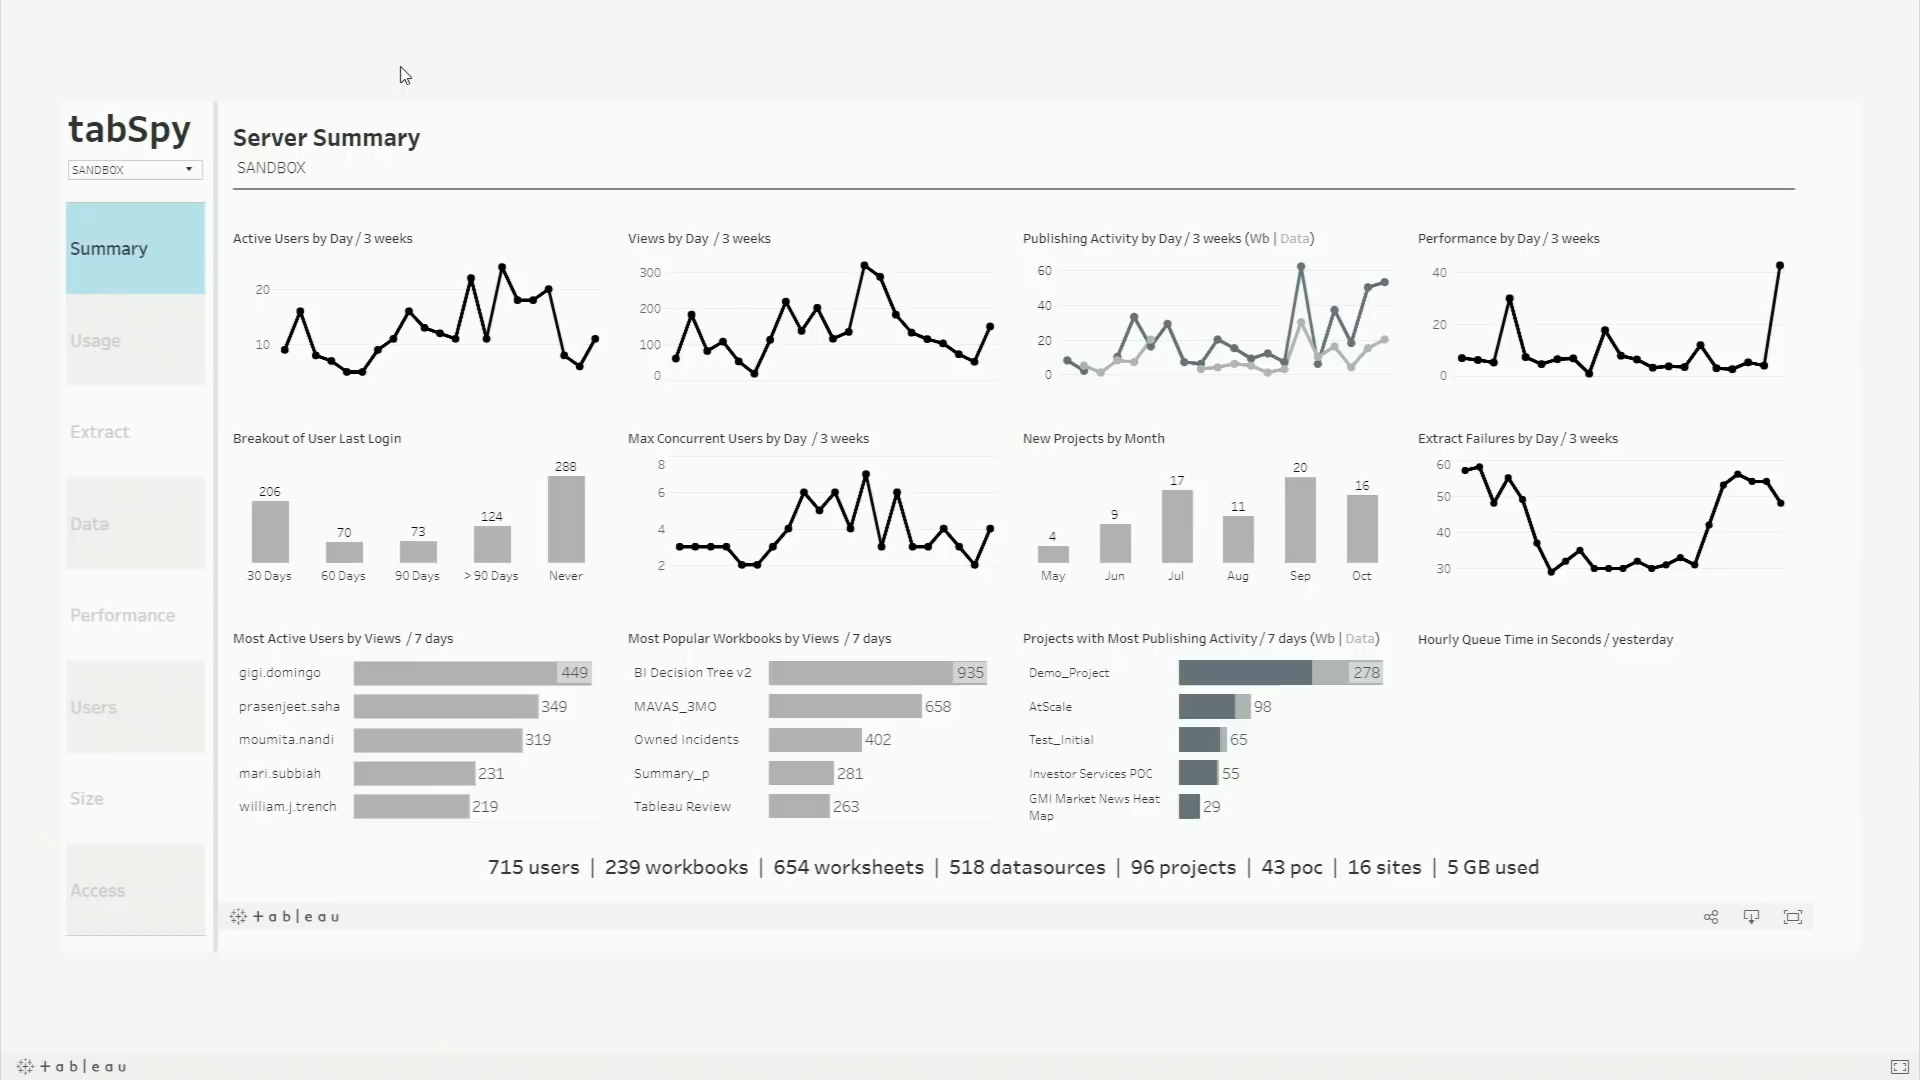 tabSpy
SANDBOX
Summary
Usage
Extract
Data
Performance
Users
Size
Access
Server Summary
SANDBOX
Active Users by Day / 3 weeks
20
10
Views by Day / 3 weeks
300
200
100
0
Publishing Activity by Day / 3 weeks (Wb | Data)
60
40
20
0
Performance by Day / 3 weeks
40
20
0
Breakout of User Last Login
206
70
73
124
288
30 Days
60 Days
90 Days
> 90 Days
Never
Max Concurrent Users by Day / 3 weeks
8
6
4
2
New Projects by Month
4
9
17
11
20
16
May
Jun
Jul
Aug
Sep
Oct
Extract Failures by Day / 3 weeks
60
50
40
30
Most Active Users by Views / 7 days
gigi.domingo 449
prasenjeet.saha 349
moumita.nandi 319
mari.subbiah 231
william.j.trench 219
Most Popular Workbooks by Views / 7 days
BI Decision Tree v2 935
MAVAS_3MO 658
Owned Incidents 402
Summary_p 281
Tableau Review 263
Projects with Most Publishing Activity / 7 days (Wb | Data)
Demo_Project 278
AtScale 98
Test_Initial 65
Investor Services POC 55
GMI Market News Heat
Map 29
Hourly Queue Time in Seconds / yesterday
715 users | 239 workbooks | 654 worksheets | 518 datasources | 96 projects | 43 poc | 16 sites | 5 GB used
+ableau
+ableau